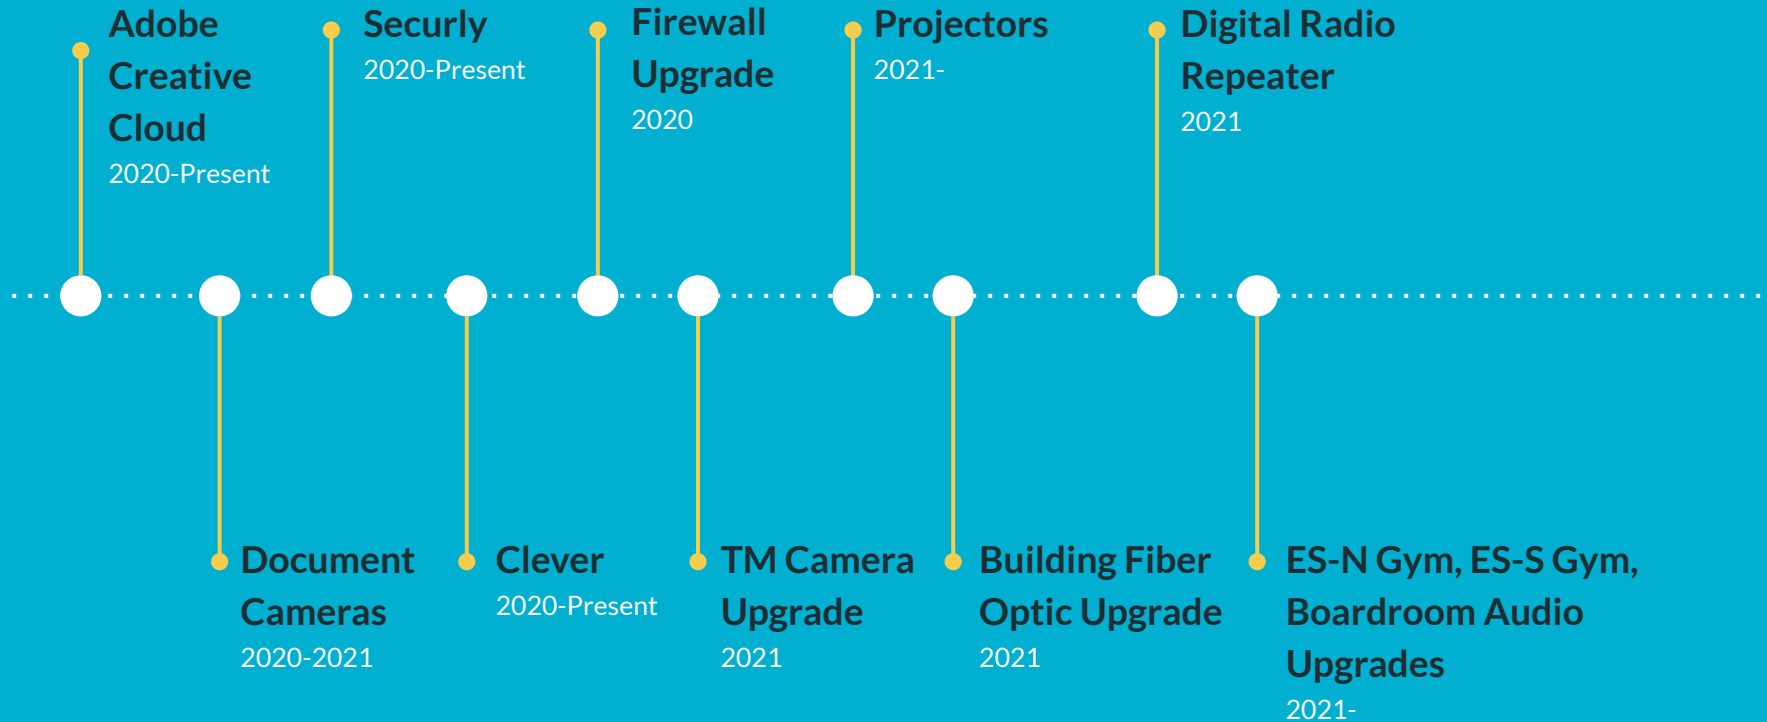 Adobe
Creative
Cloud
2020-Present
Securly
2020-Present
Firewall
Upgrade
2020
Projectors
2021-
Digital Radio
Repeater
2021
Document
Cameras
2020-2021
Clever
2020-Present
TM Camera
Upgrade
2021
Building Fiber
Optic Upgrade
2021
ES-N Gym, ES-S Gym,
Boardroom Audio
Upgrades
2021-